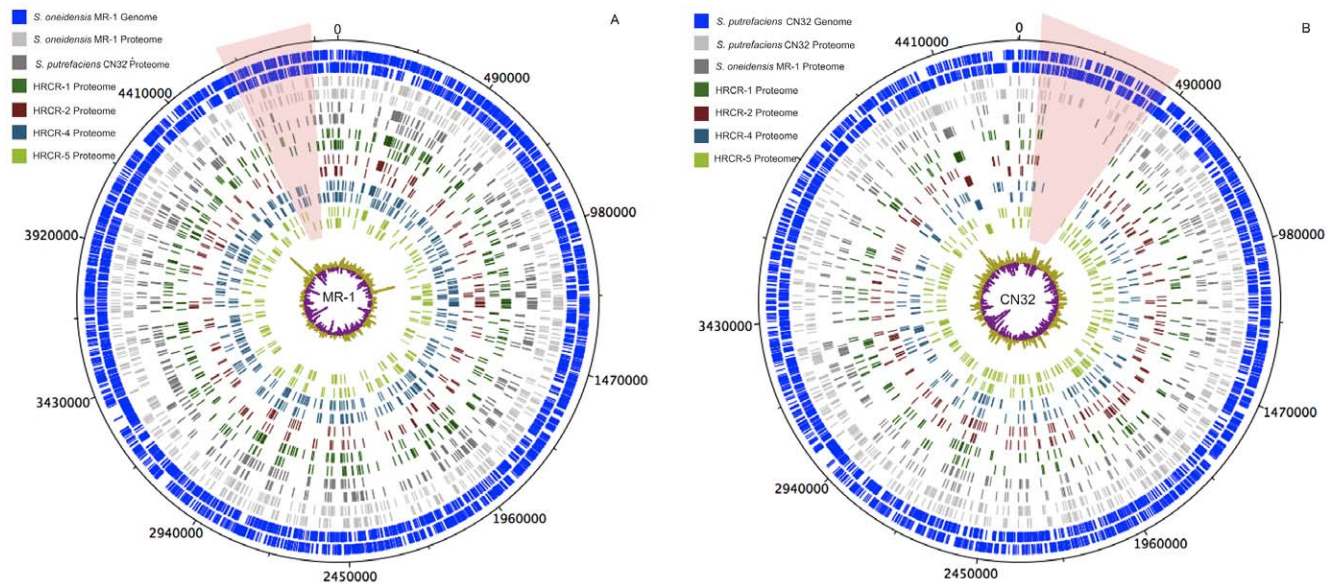 A
S. oneidensis MR-1 Genome
S. oneidensis MR-1 Proteome
S. putrefaciens CN32 Proteome
HRCR-1 Proteome
HRCR-2 Proteome
HRCR-4 Proteome
HRCR-5 Proteome
0
490000
980000
1470000
1960000
2450000
2940000
3430000
3920000
4410000
MR-1
B
S. putrefaciens CN32 Genome
S. putrefaciens CN32 Proteome
S. oneidensis MR-1 Proteome
HRCR-1 Proteome
HRCR-2 Proteome
HRCR-4 Proteome
HRCR-5 Proteome
0
490000
980000
1470000
1960000
2450000
2940000
3430000
4410000
CN32